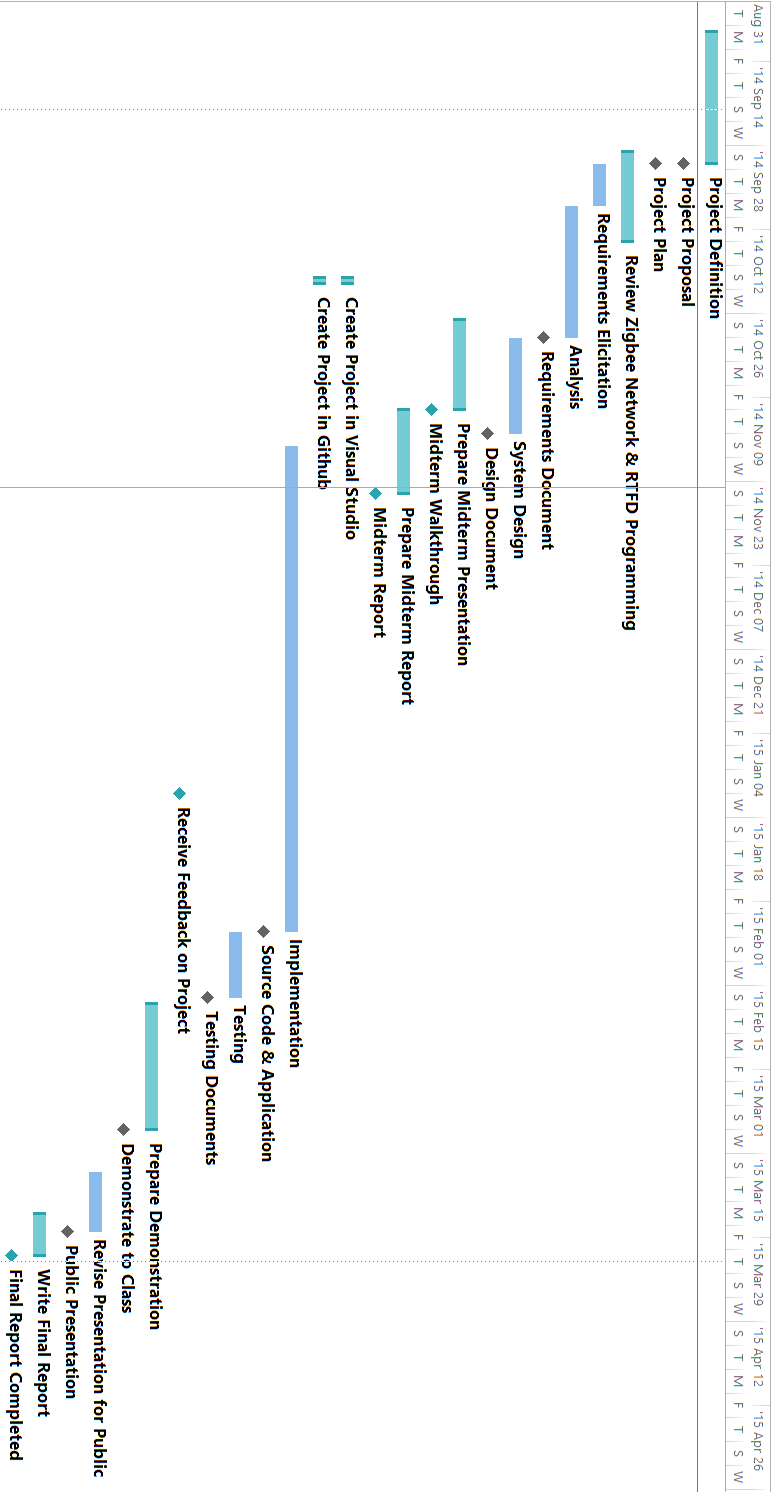 Aug 31 '14 Sep 14 '14 Sep 28 '14 Oct 12 '14 Oct 26 '14 Nov 09 '14 Nov 23 '14 Dec 07 '14 Dec 21 '15 Jan 04 '15 Jan 18 '15 Feb 01 '15 Feb 15 '15 Mar 01 '15 Mar 15 '15 Mar 29 '15 Apr 12 '15 Apr 26
T M F T S W S T M F T S W S T M F T S W S T M F T S W S T M F T S W S T M F T S W S T M F T S W S T M F T S W S T M F T S W
Project Definition
Project Proposal
Project Plan
Review Zigbee Network & RTFD Programming
Requirements Elicitation
Analysis
Requirements Document
System Design
Design Document
Prepare Midterm Presentation
Midterm Walkthrough
Prepare Midterm Report
Midterm Report
Create Project in Visual Studio
Create Project in Github
Implementation
Source Code & Application
Testing
Testing Documents
Receive Feedback on Project
Prepare Demonstration
Demonstrate to Class
Revise Presentation for Public
Public Presentation
Write Final Report
Final Report Completed